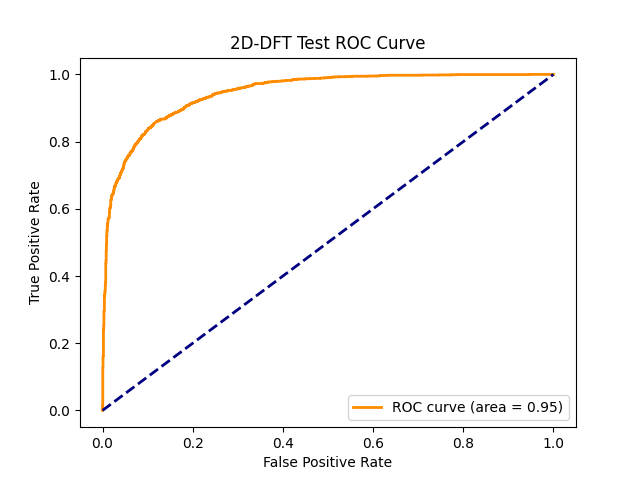 2D-DFT Test ROC Curve
True Positive Rate
1.0
0.8
0.6
0.4
0.2
0.0
ROC curve (area = 0.95)
0.0 0.2 0.4 0.6 0.8 1.0
False Positive Rate